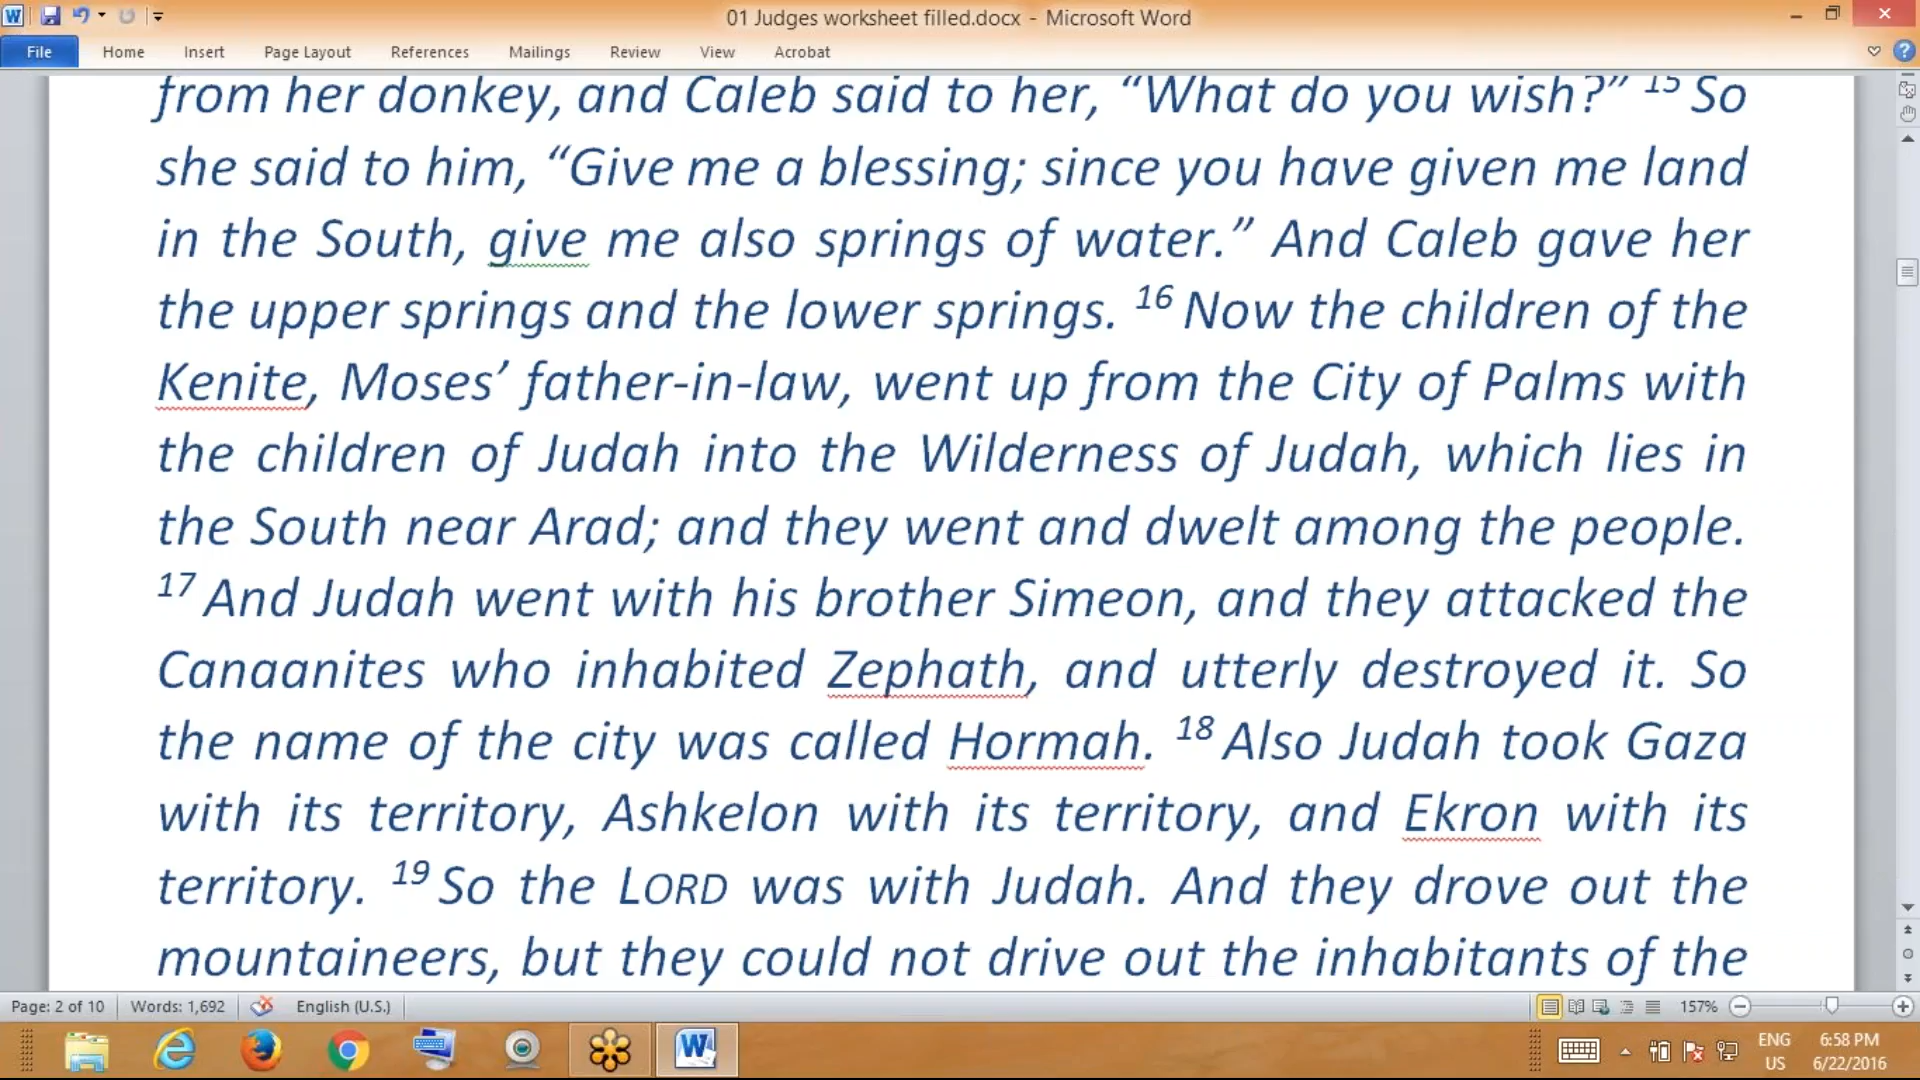 01 Judges worksheet filled.docx - Microsoft Word
File Home Insert Page Layout References Mailings Review View Acrobat
from her donkey, and Caleb said to her, “What do you wish?” 15 So
she said to him, “Give me a blessing; since you have given me land
in the South, give me also springs of water.” And Caleb gave her
the upper springs and the lower springs. 16 Now the children of the
Kenite, Moses’ father-in-law, went up from the City of Palms with
the children of Judah into the Wilderness of Judah, which lies in
the South near Arad; and they went and dwelt among the people.
17 And Judah went with his brother Simeon, and they attacked the
Canaanites who inhabited Zephath, and utterly destroyed it. So
the name of the city was called Hormah. 18 Also Judah took Gaza
with its territory, Ashkelon with its territory, and Ekron with its
territory. 19 So the LORD was with Judah. And they drove out the
mountaineers, but they could not drive out the inhabitants of the
Page: 2 of 10 Words: 1,692 English (U.S.) 157%
ENG 6:58 PM
US 6/22/2016